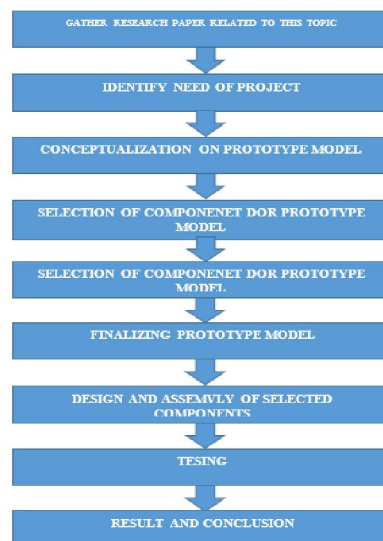 GATHER RESEARCH PAPER RELATED TO THIS TOPIC
IDENTIFY NEED OF PROJECT
CONCEPTUALIZATION ON PROTOTYPE MODEL
SELECTION OF COMPONENET DOR PROTOTYPE
MODEL
SELECTION OF COMPONENET DOR PROTOTYPE
MODEL
FINALIZING PROTOTYPE MODEL
DESIGN AND ASSEMVLY OF SELECTED
COMPONENTS
TESING
RESULT AND CONCLUSION